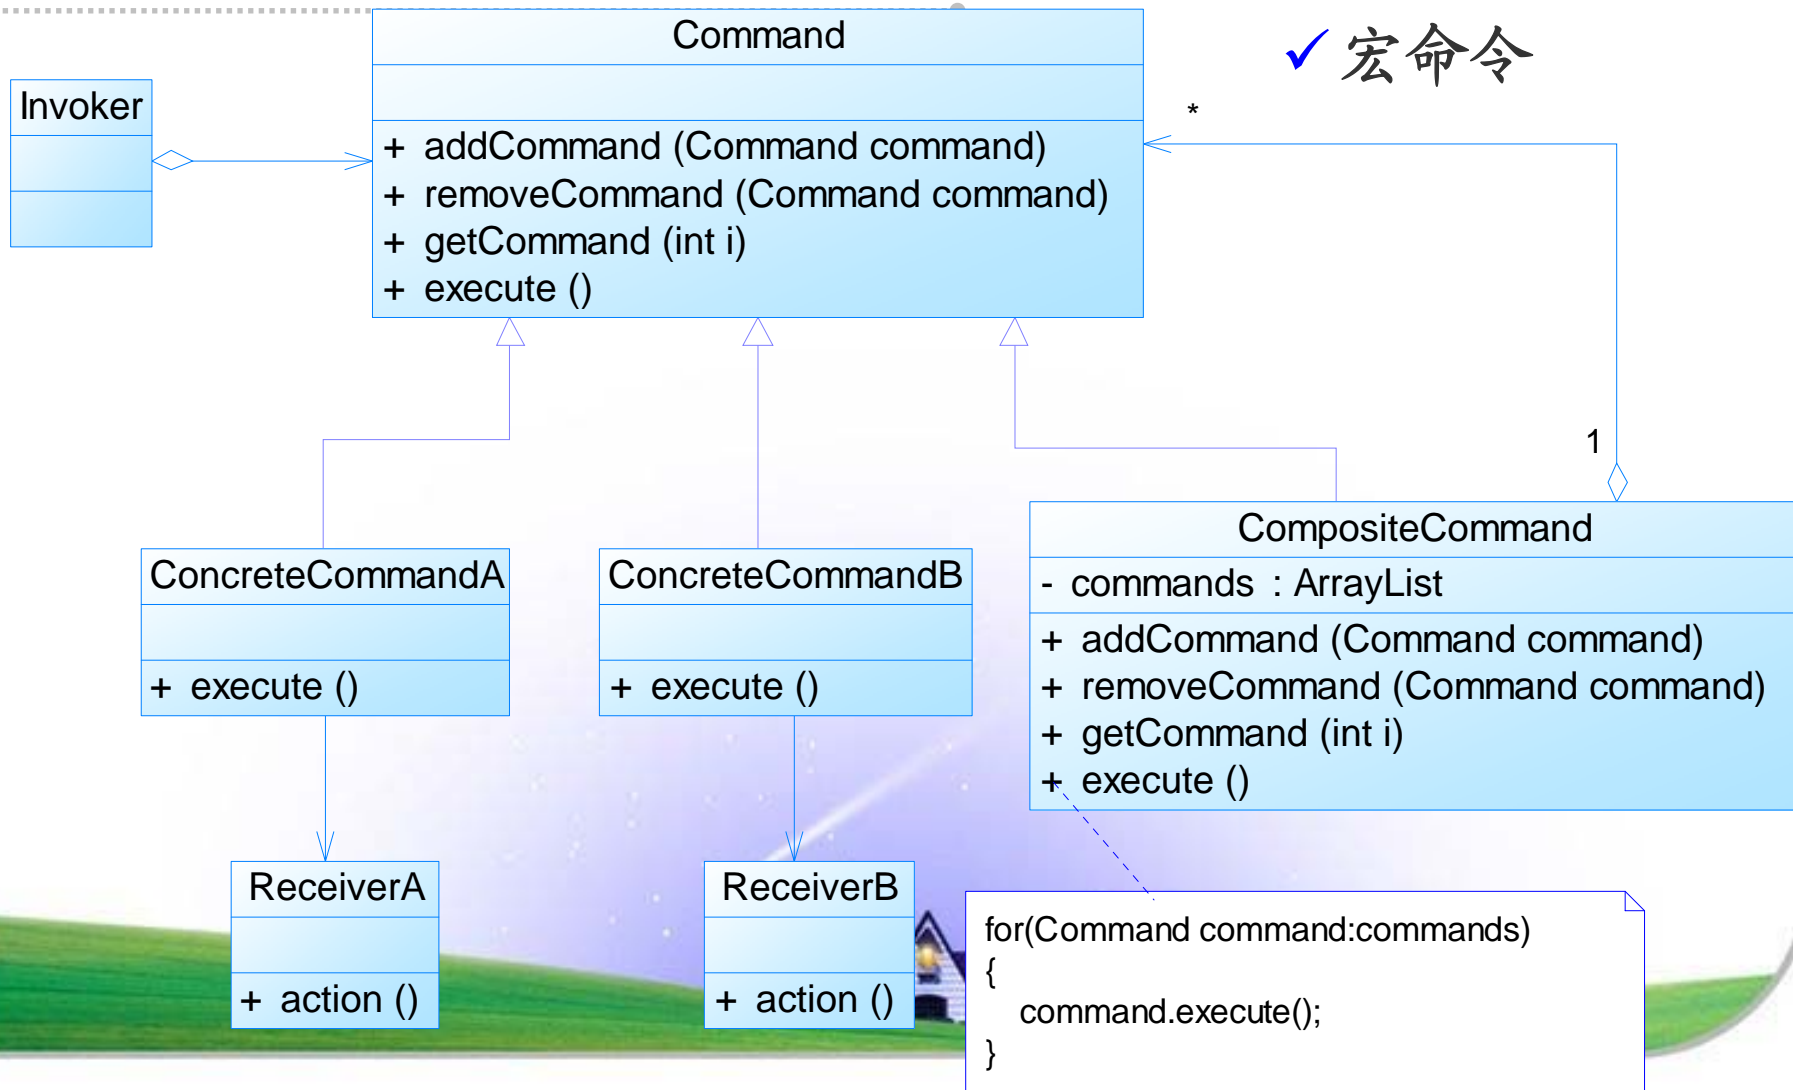 Command
✓ 宏命令
Invoker
*
+ addCommand (Command command)
+ removeCommand (Command command)
+ getCommand (int i)
+ execute ()
1
CompositeCommand
- commands : ArrayList
+ addCommand (Command command)
+ removeCommand (Command command)
+ getCommand (int i)
+ execute ()
ConcreteCommandA
+ execute ()
ConcreteCommandB
+ execute ()
ReceiverA
+ action ()
ReceiverB
+ action ()
for(Command command:commands)
{
command.execute();
}